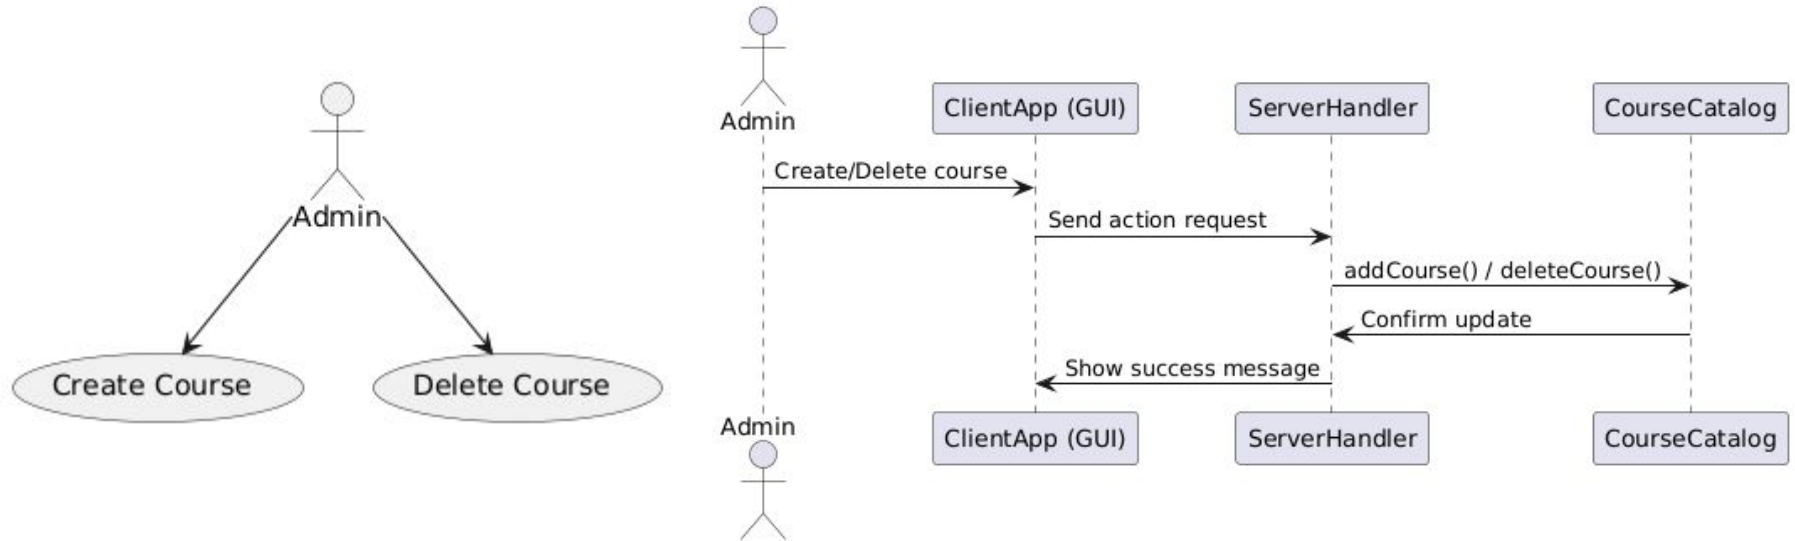 Admin
Create Course
Delete Course
Admin
ClientApp (GUI)
ServerHandler
CourseCatalog
Create/Delete course
Send action request
addCourse() / deleteCourse()
Confirm update
Show success message
Admin
ClientApp (GUI)
ServerHandler
CourseCatalog